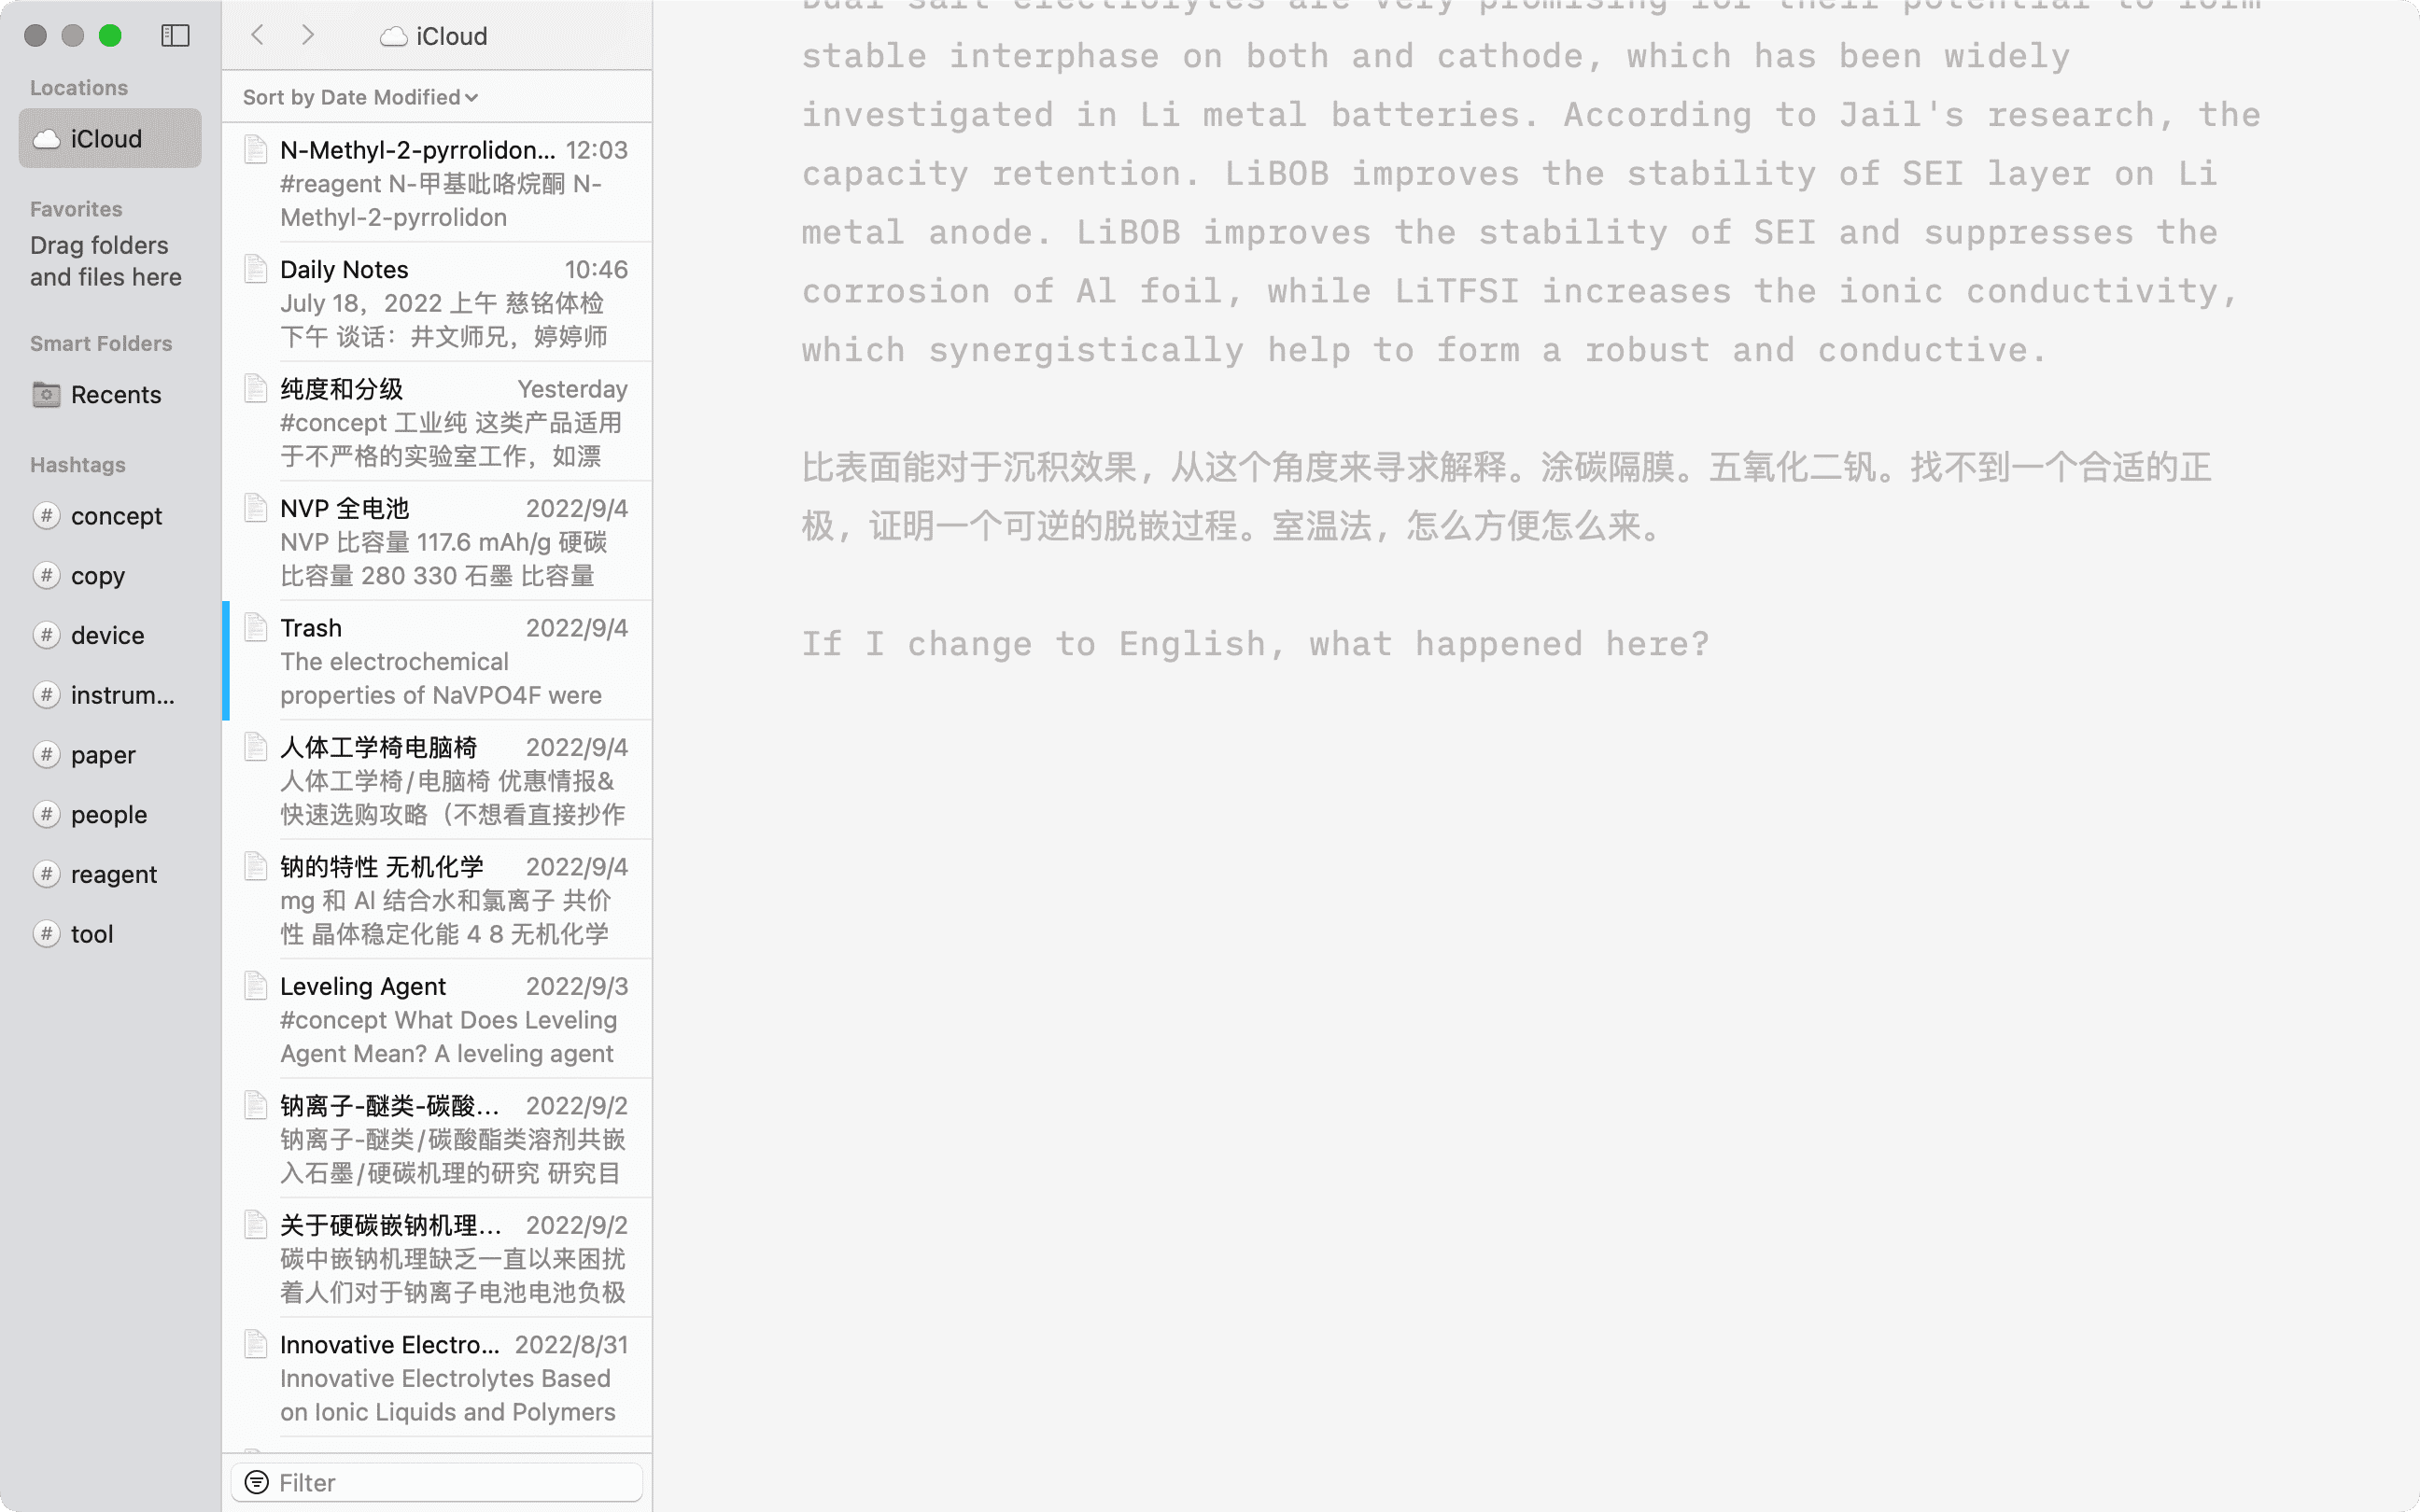 Locations
iCloud
Favorites
Drag folders
and files here
Smart Folders
Recents
Hashtags
# concept
# copy
# device
# instrum...
# paper
# people
# reagent
# tool
iCloud
Sort by Date Modified
N-Methyl-2-pyrrolidon... 12:03
#reagent N-甲基吡咯烷酮 N-
Methyl-2-pyrrolidon
Daily Notes 10:46
July 18，2022 上午 慈铭体检
下午 谈话：井文师兄，婷婷师
纯度和分级 Yesterday
#concept 工业纯 这类产品适用
于不严格的实验室工作，如漂
NVP 全电池 2022/9/4
NVP 比容量 117.6 mAh/g 硬碳
比容量 280 330 石墨 比容量
Trash 2022/9/4
The electrochemical
properties of NaVPO4F were
人体工学椅电脑椅 2022/9/4
人体工学椅/电脑椅 优惠情报&
快速选购攻略（不想看直接抄作
钠的特性 无机化学 2022/9/4
mg 和 Al 结合水和氯离子 共价
性 晶体稳定化能 4 8 无机化学
Leveling Agent 2022/9/3
#concept What Does Leveling
Agent Mean? A leveling agent
钠离子-醚类-碳酸... 2022/9/2
钠离子-醚类/碳酸酯类溶剂共嵌
入石墨/硬碳机理的研究 研究目
关于硬碳嵌钠机理... 2022/9/2
碳中嵌钠机理缺乏一直以来困扰
着人们对于钠离子电池电池负极
Innovative Electro... 2022/8/31
Innovative Electrolytes Based
on Ionic Liquids and Polymers
Filter
Dual salt electrolytes are very promising for their potential to form
stable interphase on both and cathode, which has been widely
investigated in Li metal batteries. According to Jail's research, the
capacity retention. LiBOB improves the stability of SEI layer on Li
metal anode. LiBOB improves the stability of SEI and suppresses the
corrosion of Al foil, while LiTFSI increases the ionic conductivity,
which synergistically help to form a robust and conductive.
比表面能对于沉积效果，从这个角度来寻求解释。涂碳隔膜。五氧化二钒。找不到一个合适的正
极，证明一个可逆的脱嵌过程。室温法，怎么方便怎么来。
If I change to English, what happened here?